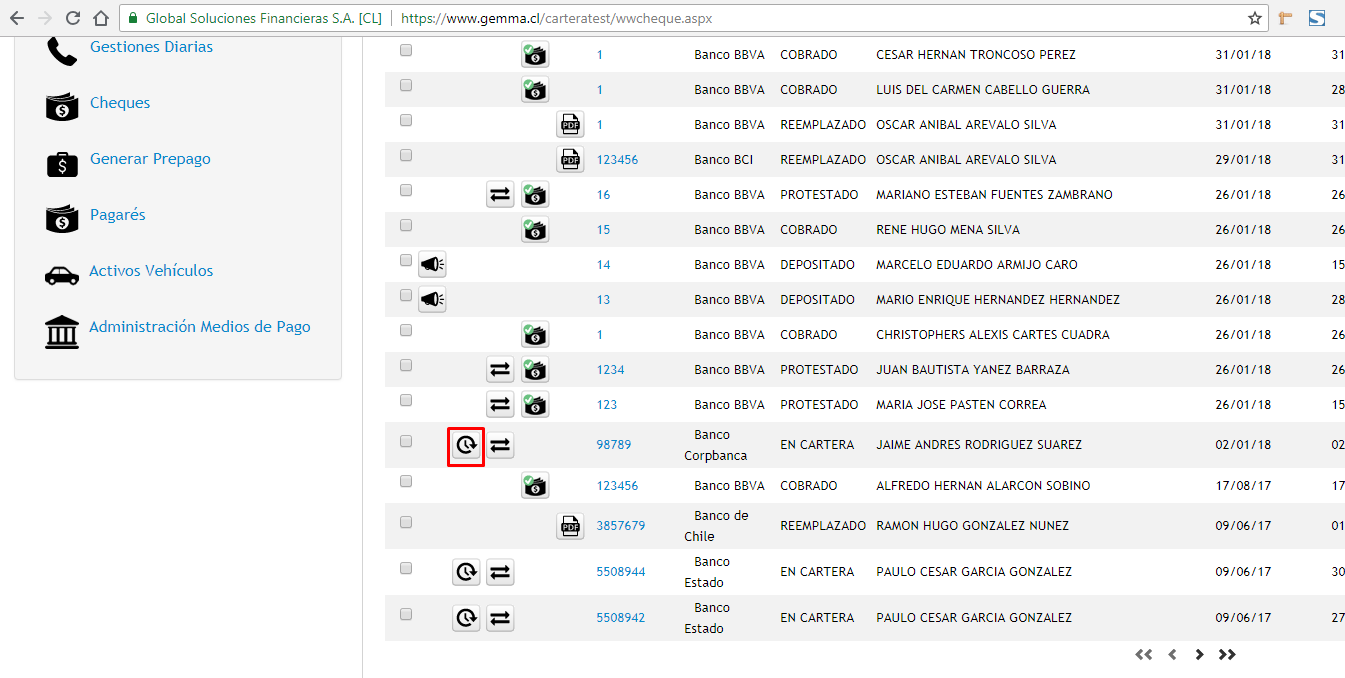 Global Soluciones Financieras S.A. [CL] | https://www.gemma.cl/carteratest/wwcheque.aspx
Gestiones Diarias
Cheques
Generar Prepago
Pagarés
Activos Vehículos
Administración Medios de Pago
1 Banco BBVA COBRADO CESAR HERNAN TRONCOSO PEREZ 31/01/18 31
1 Banco BBVA COBRADO LUIS DEL CARMEN CABELLO GUERRA 31/01/18 28
PDF 1 Banco BBVA REEMPLAZADO OSCAR ANIBAL AREVALO SILVA 31/01/18 31
PDF 123456 Banco BCI REEMPLAZADO OSCAR ANIBAL AREVALO SILVA 29/01/18 31
16 Banco BBVA PROTESTADO MARIANO ESTEBAN FUENTES ZAMBRANO 26/01/18 26
15 Banco BBVA COBRADO RENE HUGO MENA SILVA 26/01/18 26
14 Banco BBVA DEPOSITADO MARCELO EDUARDO ARMIJO CARO 26/01/18 15
13 Banco BBVA DEPOSITADO MARIO ENRIQUE HERNANDEZ HERNANDEZ 26/01/18 28
1 Banco BBVA COBRADO CHRISTOPHERS ALEXIS CARTES CUADRA 26/01/18 26
1234 Banco BBVA PROTESTADO JUAN BAUTISTA YANEZ BARRAZA 26/01/18 26
123 Banco BBVA PROTESTADO MARIA JOSE PASTEN CORREA 26/01/18 15
98789 Banco Corpbanca EN CARTERA JAIME ANDRES RODRIGUEZ SUAREZ 02/01/18 02
123456 Banco BBVA COBRADO ALFREDO HERNAN ALARCON SOBINO 17/08/17 17
PDF 3857679 Banco de Chile REEMPLAZADO RAMON HUGO GONZALEZ NUNEZ 09/06/17 01
5508944 Banco Estado EN CARTERA PAULO CESAR GARCIA GONZALEZ 09/06/17 30
5508942 Banco Estado EN CARTERA PAULO CESAR GARCIA GONZALEZ 09/06/17 27